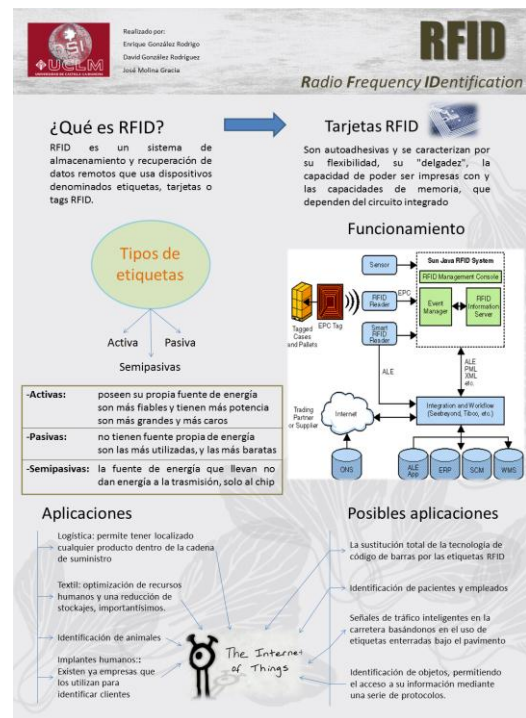 Realizado por:
Enrique González Rodrigo
David González Rodríguez
José Molina Gracia
UCLM
UNIVERSIDAD DE CASTILLA-LA MANCHA
RFID
Radio Frequency IDentification
¿Qué es RFID?
RFID es un sistema de
almacenamiento y recuperación de
datos remotos que usa dispositivos
denominados etiquetas, tarjetas o
tags RFID.
Tarjetas RFID
Son autoadhesivas y se caracterizan por
su flexibilidad, su "delgadez", la
capacidad de poder ser impresas con y
las capacidades de memoria, que
dependen del circuito integrado
Tipos de
etiquetas
Activa
Pasiva
Semipasivas
-Activas: poseen su propia fuente de energía
son más fiables y tienen más potencia
son más grandes y más caros
-Pasivas: no tienen fuente propia de energía
son las más utilizadas, y las más baratas
-Semipasivas: la fuente de energía que llevan no
dan energía a la trasmisión, solo al chip
Funcionamiento
Sun Java RFID System
RFID Management Console
Sensor
RFID
Reader
EPC
Event
Manager
RFID
Information
Server
Tagged
Cases
and Pallets
EPC Tag
Smart
RFID
Reader
ALE
ALE
PML
XML
etc.
Trading
Partner
or Supplier
Internet
Integration and Workflow
(Seebeyond, Tibco, etc.)
ONS
ALE
App
ERP
SCM
WMS
Aplicaciones
Logística: permite tener localizado
cualquier producto dentro de la cadena
de suministro
Textil: optimización de recursos
humanos y una reducción de
stockajes, importantísimos.
Identificación de animales
Implantes humanos::
Existen ya empresas que
los utilizan para
identificar clientes
The Internet
of Things
Posibles aplicaciones
La sustitución total de la tecnología de
código de barras por las etiquetas RFID
Identificación de pacientes y empleados
Señales de tráfico inteligentes en la
carretera basándonos en el uso de
etiquetas enterradas bajo el pavimento
Identificación de objetos, permitiendo
el acceso a su información mediante
una serie de protocolos.